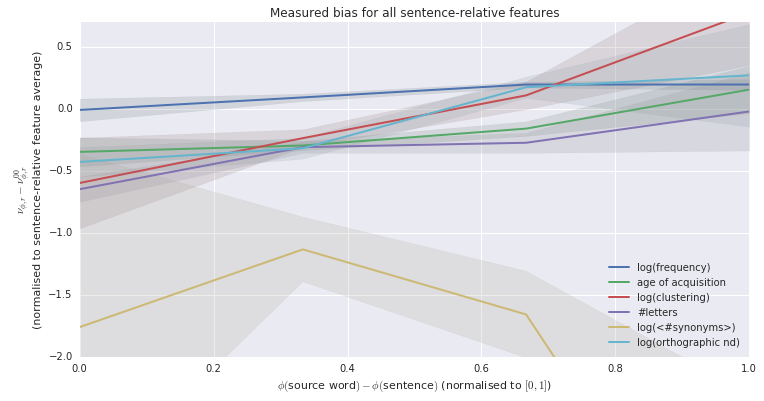 Measured bias for all sentence-relative features
0.5
0.0
−0.5
−1.0
−1.5
−2.0
ν_{ϕ,r} − ν^{00}_{ϕ,r}
(normalised to sentence-relative feature average)
log(frequency)
age of acquisition
log(clustering)
#letters
log(<#synonyms>)
log(orthographic nd)
0.0 0.2 0.4 0.6 0.8 1.0
ϕ(source word) − ϕ(sentence) (normalised to [0, 1])